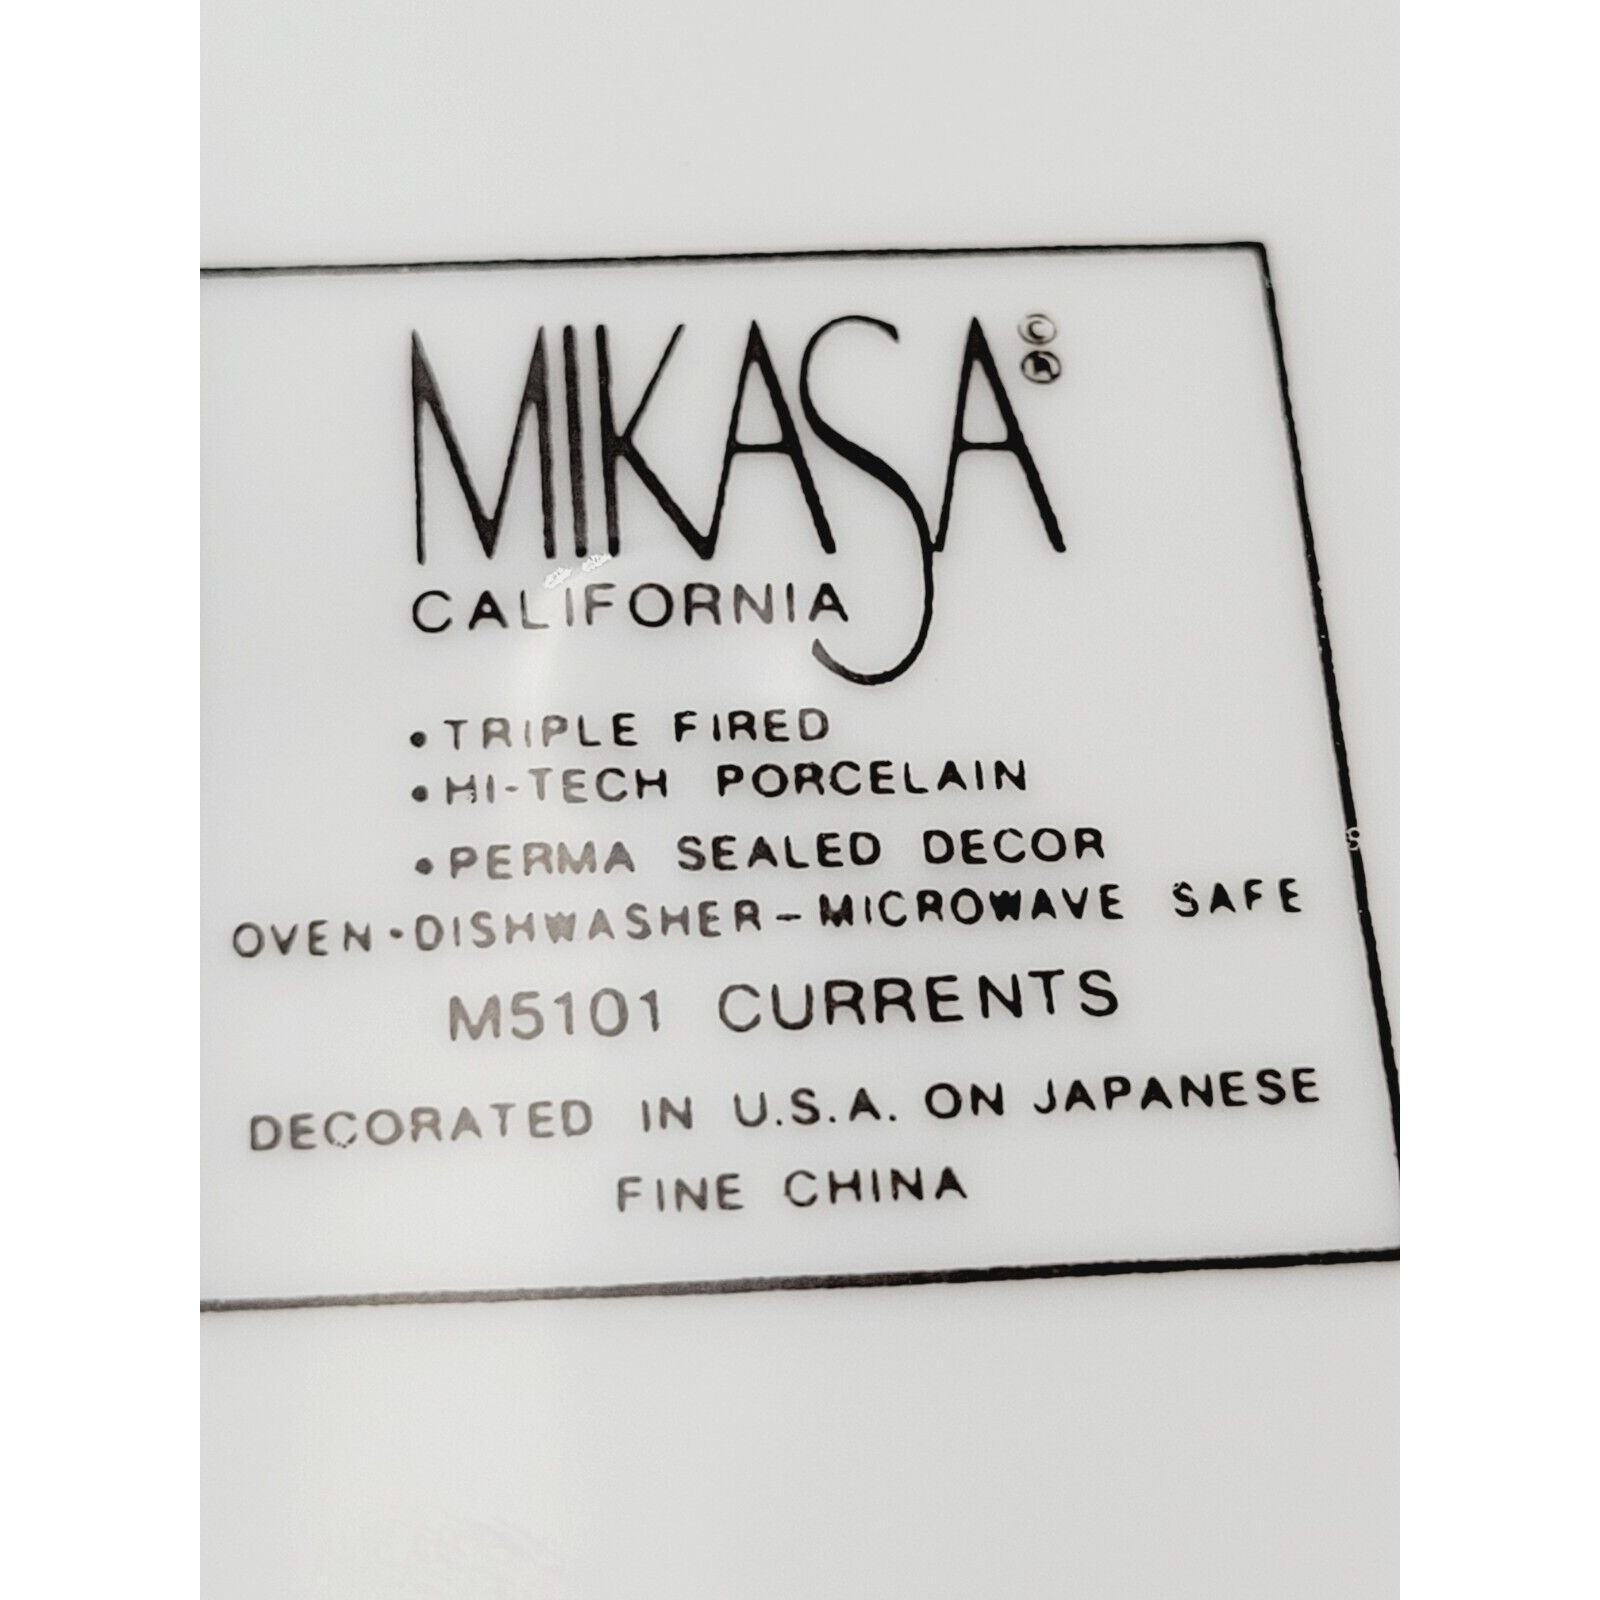 MIKASA ©
CALIFORNIA
• TRIPLE FIRED
• HI-TECH PORCELAIN
• PERMA SEALED DECOR
OVEN-DISHWASHER-MICROWAVE SAFE
M5101 CURRENTS
DECORATED IN U.S.A. ON JAPANESE
FINE CHINA